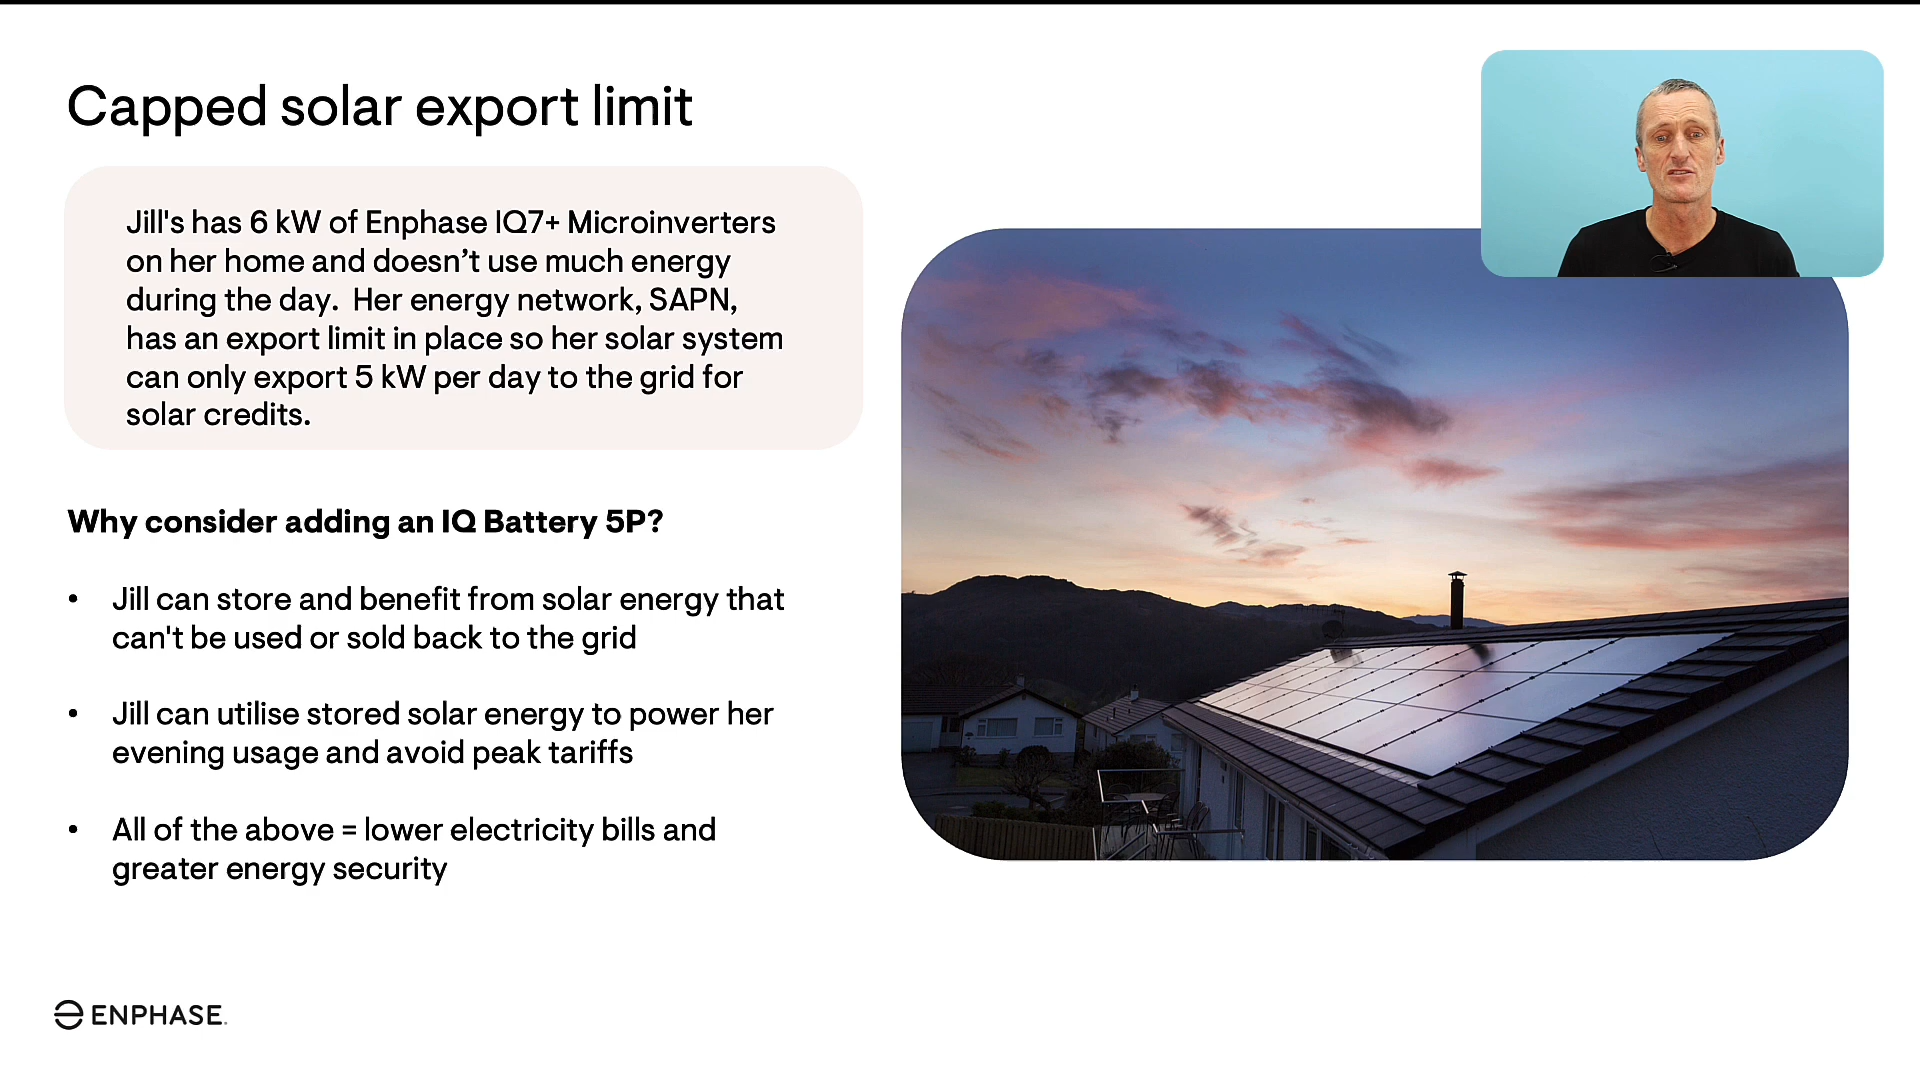 Capped solar export limit
Jill's has 6 kW of Enphase IQ7+ Microinverters
on her home and doesn’t use much energy
during the day.  Her energy network, SAPN,
has an export limit in place so her solar system
can only export 5 kW per day to the grid for
solar credits.
Why consider adding an IQ Battery 5P?
• Jill can store and benefit from solar energy that
can't be used or sold back to the grid
• Jill can utilise stored solar energy to power her
evening usage and avoid peak tariffs
• All of the above = lower electricity bills and
greater energy security
ENPHASE.